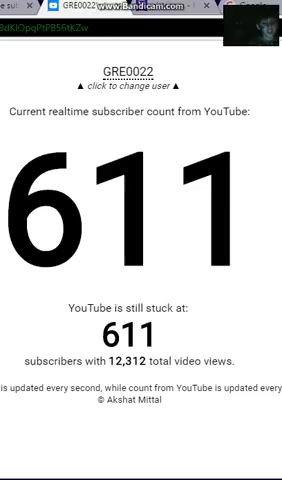 GRE0022
www.Bandicam.com
3dKIOpqPtPB56tKZw
GRE0022
▲ click to change user ▲
Current realtime subscriber count from YouTube:
611
YouTube is still stuck at:
611
subscribers with 12,312 total video views.
is updated every second, while count from YouTube is updated every
© Akshat Mittal